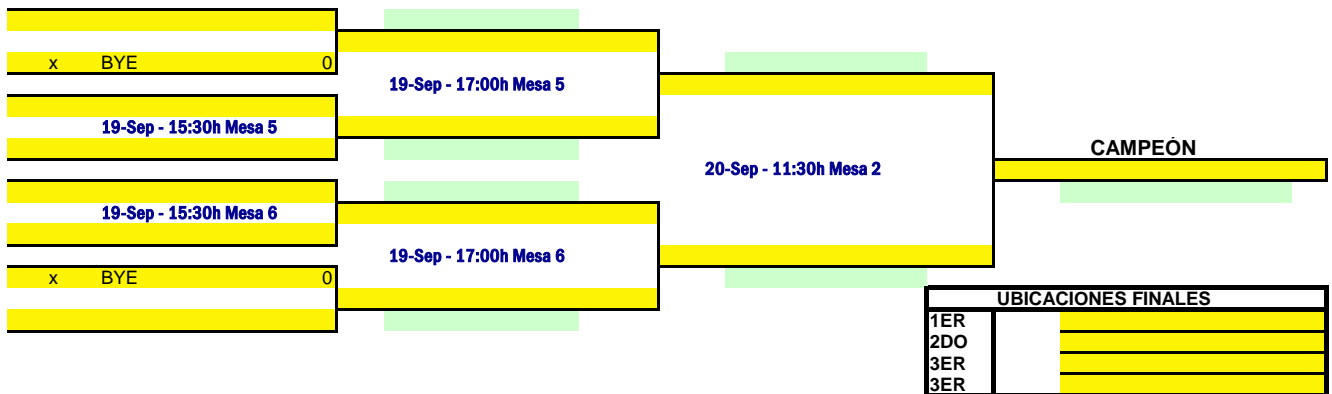 x BYE 0
19-Sep - 17:00h Mesa 5
19-Sep - 15:30h Mesa 5
CAMPEÓN
20-Sep - 11:30h Mesa 2
19-Sep - 15:30h Mesa 6
19-Sep - 17:00h Mesa 6
x BYE 0
UBICACIONES FINALES
1ER
2DO
3ER
3ER